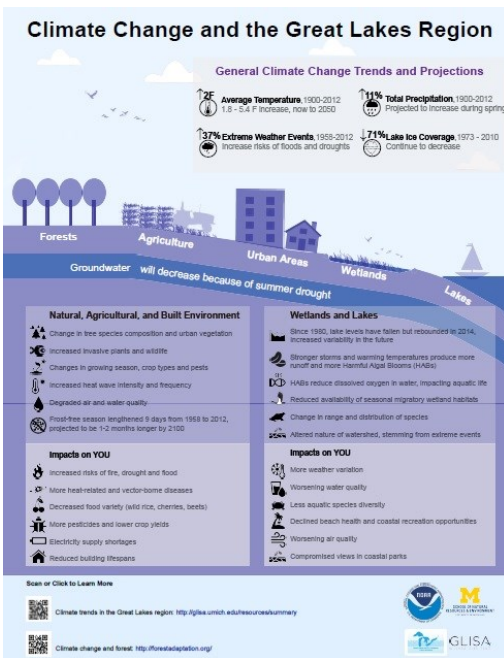 Climate Change and the Great Lakes Region
General Climate Change Trends and Projections
↑2F Average Temperature, 1900-2012
1.8 - 5.4 F increase, now to 2050
↑11% Total Precipitation, 1900-2012
Projected to increase during spring
↑37% Extreme Weather Events, 1958-2012
Increase risks of floods and droughts
↓71% Lake Ice Coverage, 1973 - 2010
Continue to decrease
Forests
Agriculture
Urban Areas
Wetlands
Lakes
Groundwater will decrease because of summer drought
Natural, Agricultural, and Built Environment
Change in tree species composition and urban vegetation
Increased invasive plants and wildlife
Changes in growing season, crop types and pests
Increased heat wave intensity and frequency
Degraded air and water quality
Frost-free season lengthened 9 days from 1958 to 2012,
projected to be 1-2 months longer by 2100
Impacts on YOU
Increased risks of fire, drought and flood
More heat-related and vector-borne diseases
Decreased food variety (wild rice, cherries, beets)
More pesticides and lower crop yields
Electricity supply shortages
Reduced building lifespans
Wetlands and Lakes
Since 1980, lake levels have fallen but rebounded in 2014,
increased variability in the future
Stronger storms and warming temperatures produce more
runoff and more Harmful Algal Blooms (HABs)
HABs reduce dissolved oxygen in water, impacting aquatic life
Reduced availability of seasonal migratory wetland habitats
Change in range and distribution of species
Altered nature of watershed, stemming from extreme events
Impacts on YOU
More weather variation
Worsening water quality
Less aquatic species diversity
Declined beach health and coastal recreation opportunities
Worsening air quality
Compromised views in coastal parks
Scan or Click to Learn More
Climate trends in the Great Lakes region: http://glisa.umich.edu/resources/summary
Climate change and forest: http://forestadaptation.org/
NOAA
M
GLISA